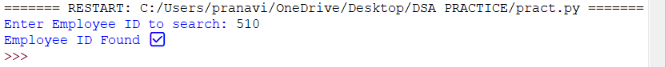 ======= RESTART: C:/Users/pranavi/OneDrive/Desktop/DSA PRACTICE/pract.py =======
Enter Employee ID to search: 510
Employee ID Found ☑
>>>